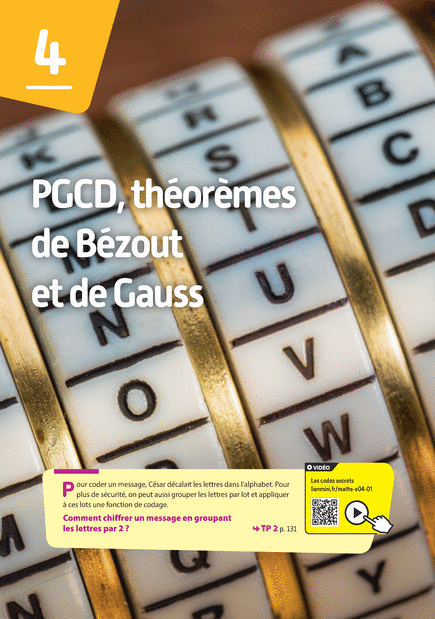 4
PGCD, théorèmes
de Bézout
et de Gauss
K
R
S
T
U
V
W
A
B
C
D
N
O
Q
Y
Pour coder un message, César décalait les lettres dans l'alphabet. Pour
plus de sécurité, on peut aussi grouper les lettres par lot et appliquer
à ces lots une fonction de codage.
Comment chiffrer un message en groupant
les lettres par 2 ?
TP 2 p. 131
VIDÉO
Les codes secrets
lienmini.fr/maths-e04-01